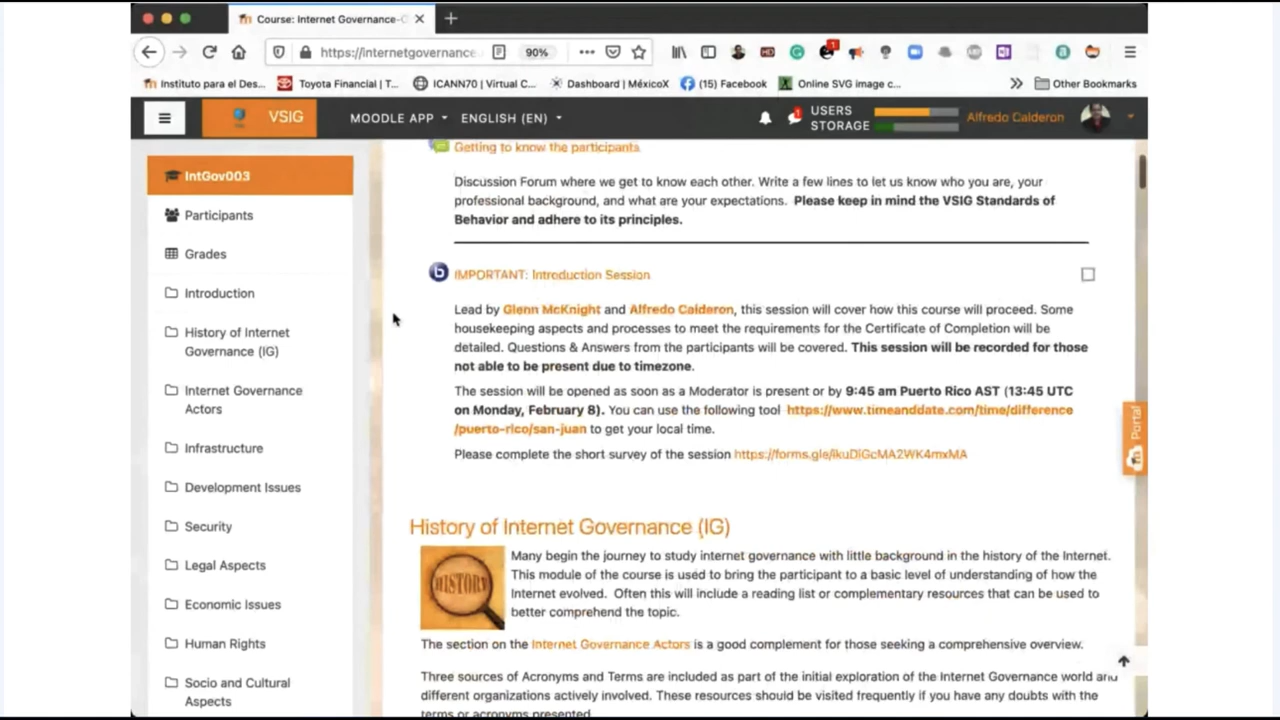 Course: Internet Governance-
https://internetgovernance.
90%
1
Instituto para el Des...
Toyota Financial | T...
ICANN70 | Virtual C...
Dashboard | MéxicoX
(15) Facebook
Online SVG image c...
Other Bookmarks
VSIG
MOODLE APP
ENGLISH (EN)
1
USERS
STORAGE
Alfredo Calderon
IntGov003
Participants
Grades
Introduction
History of Internet
Governance (IG)
Internet Governance
Actors
Infrastructure
Development Issues
Security
Legal Aspects
Economic Issues
Human Rights
Socio and Cultural
Aspects
Getting to know the participants
Discussion Forum where we get to know each other. Write a few lines to let us know who you are, your
professional background, and what are your expectations. Please keep in mind the VSIG Standards of
Behavior and adhere to its principles.
IMPORTANT: Introduction Session
Lead by Glenn McKnight and Alfredo Calderon, this session will cover how this course will proceed. Some
housekeeping aspects and processes to meet the requirements for the Certificate of Completion will be
detailed. Questions & Answers from the participants will be covered. This session will be recorded for those
not able to be present due to timezone.
The session will be opened as soon as a Moderator is present or by 9:45 am Puerto Rico AST (13:45 UTC
on Monday, February 8). You can use the following tool https://www.timeanddate.com/time/difference
/puerto-rico/san-juan to get your local time.
Please complete the short survey of the session
Portal
History of Internet Governance (IG)
HISTORY
Many begin the journey to study internet governance with little background in the history of the Internet.
This module of the course is used to bring the participant to a basic level of understanding of how the
Internet evolved. Often this will include a reading list or complementary resources that can be used to
better comprehend the topic.
The section on the Internet Governance Actors is a good complement for those seeking a comprehensive overview.
Three sources of Acronyms and Terms are included as part of the initial exploration of the Internet Governance world and
different organizations actively involved. These resources should be visited frequently if you have any doubts with the
terms or acronyms presented